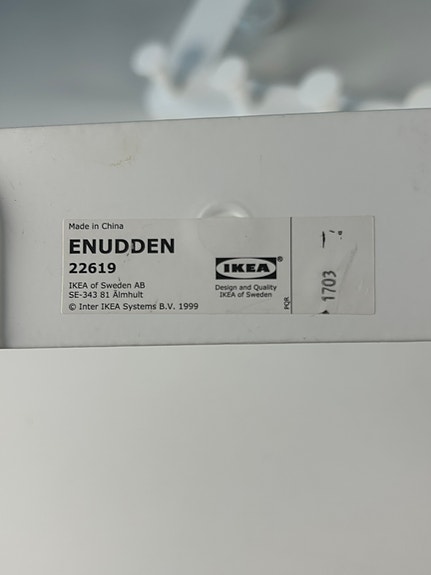 Made in China
ENUDDEN
22619
IKEA of Sweden AB
SE-343 81 Älmhult
© Inter IKEA Systems B.V. 1999
IKEA®
Design and Quality
IKEA of Sweden
PQR
1703